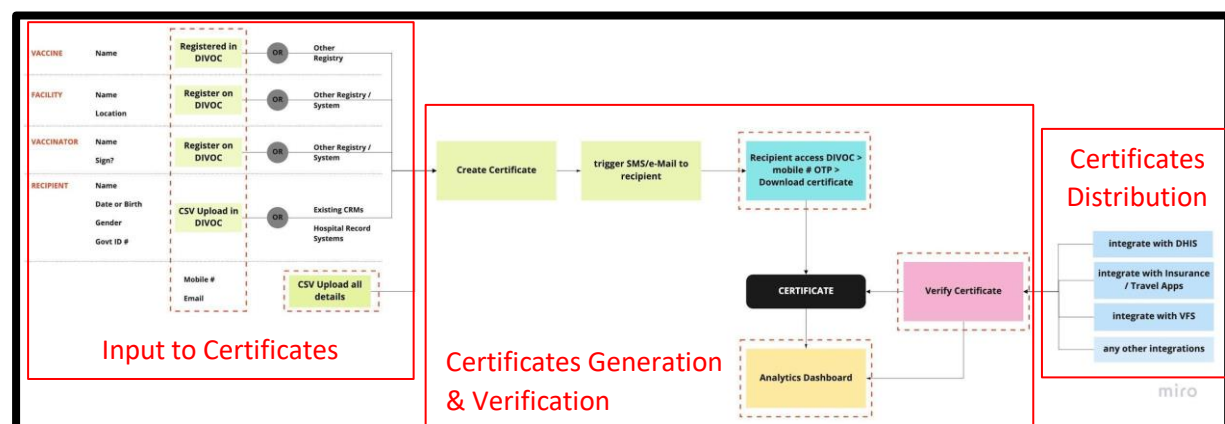 VACCINE
Name
Registered in
DIVOC
OR
Other
Registry
FACILITY
Name
Location
Register on
DIVOC
OR
Other Registry /
System
VACCINATOR
Name
Sign?
Register on
DIVOC
OR
Other Registry /
System
RECIPIENT
Name
Date or Birth
Gender
Govt ID #
CSV Upload in
DIVOC
OR
Existing CRMs
Hospital Record
Systems
Mobile #
Email
CSV Upload all
details
Input to Certificates
Create Certificate
trigger SMS/e-Mail to
recipient
Recipient access DIVOC >
mobile # OTP >
Download certificate
CERTIFICATE
Verify Certificate
Analytics Dashboard
Certificates Generation
& Verification
Certificates
Distribution
integrate with DHIS
integrate with Insurance
/ Travel Apps
integrate with VFS
any other integrations
miro